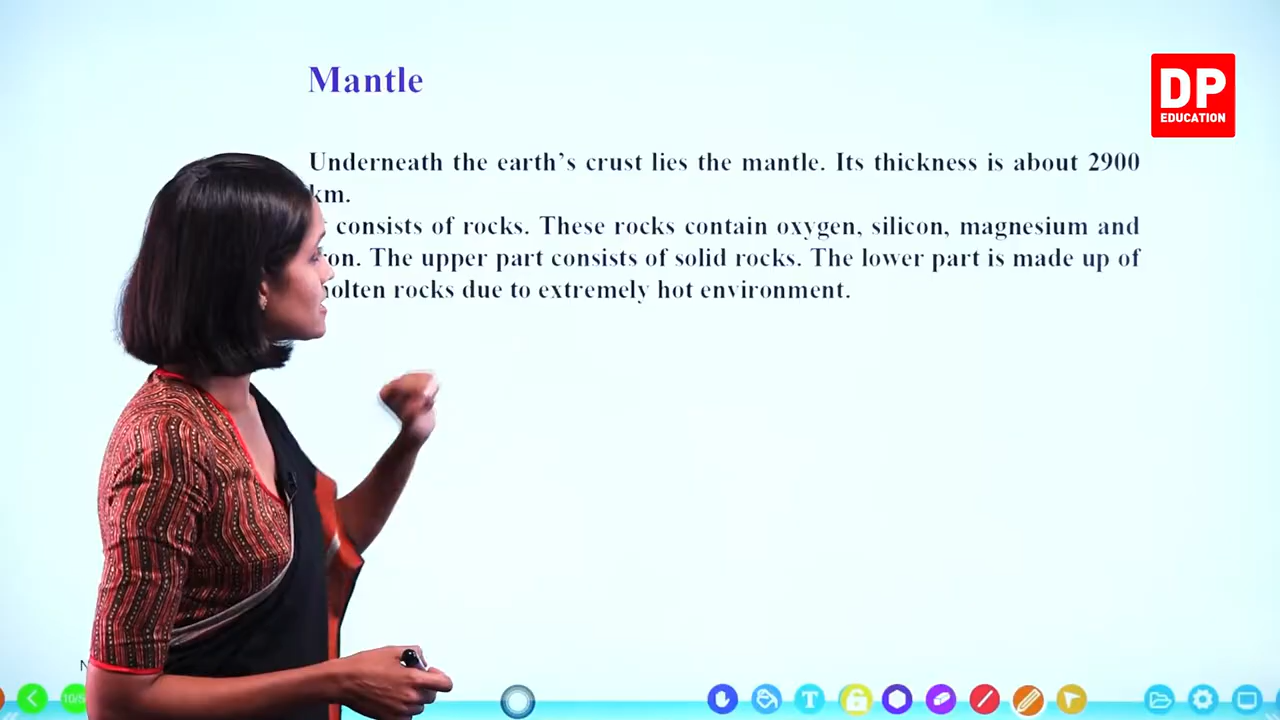 Mantle
DP
EDUCATION
Underneath the earth's crust lies the mantle. Its thickness is about 2900
km.
consists of rocks. These rocks contain oxygen, silicon, magnesium and
The upper part consists of solid rocks. The lower part is made up of
rocks due to extremely hot environment.
T